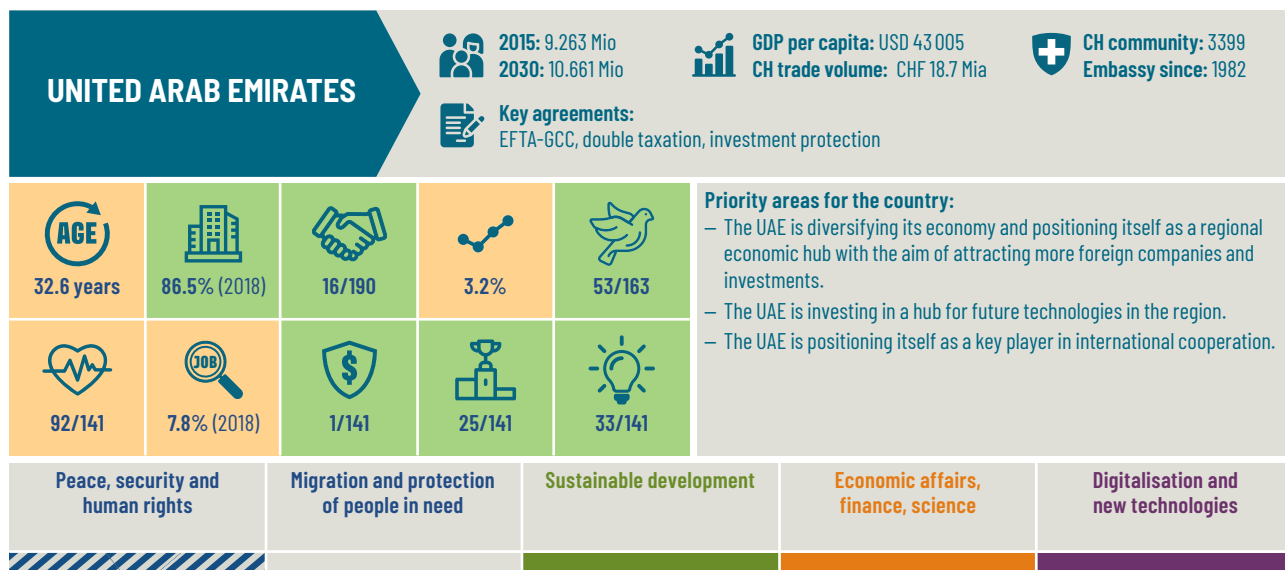 UNITED ARAB EMIRATES
2015: 9.263 Mio
2030: 10.661 Mio
GDP per capita: USD 43 005
CH trade volume: CHF 18.7 Mia
CH community: 3399
Embassy since: 1982
Key agreements:
EFTA-GCC, double taxation, investment protection
AGE
32.6 years
86.5% (2018)
16/190
3.2%
53/163
92/141
JOB
7.8% (2018)
$
1/141
25/141
33/141
Priority areas for the country:
– The UAE is diversifying its economy and positioning itself as a regional
economic hub with the aim of attracting more foreign companies and
investments.
– The UAE is investing in a hub for future technologies in the region.
– The UAE is positioning itself as a key player in international cooperation.
Peace, security and
human rights
Migration and protection
of people in need
Sustainable development
Economic affairs,
finance, science
Digitalisation and
new technologies